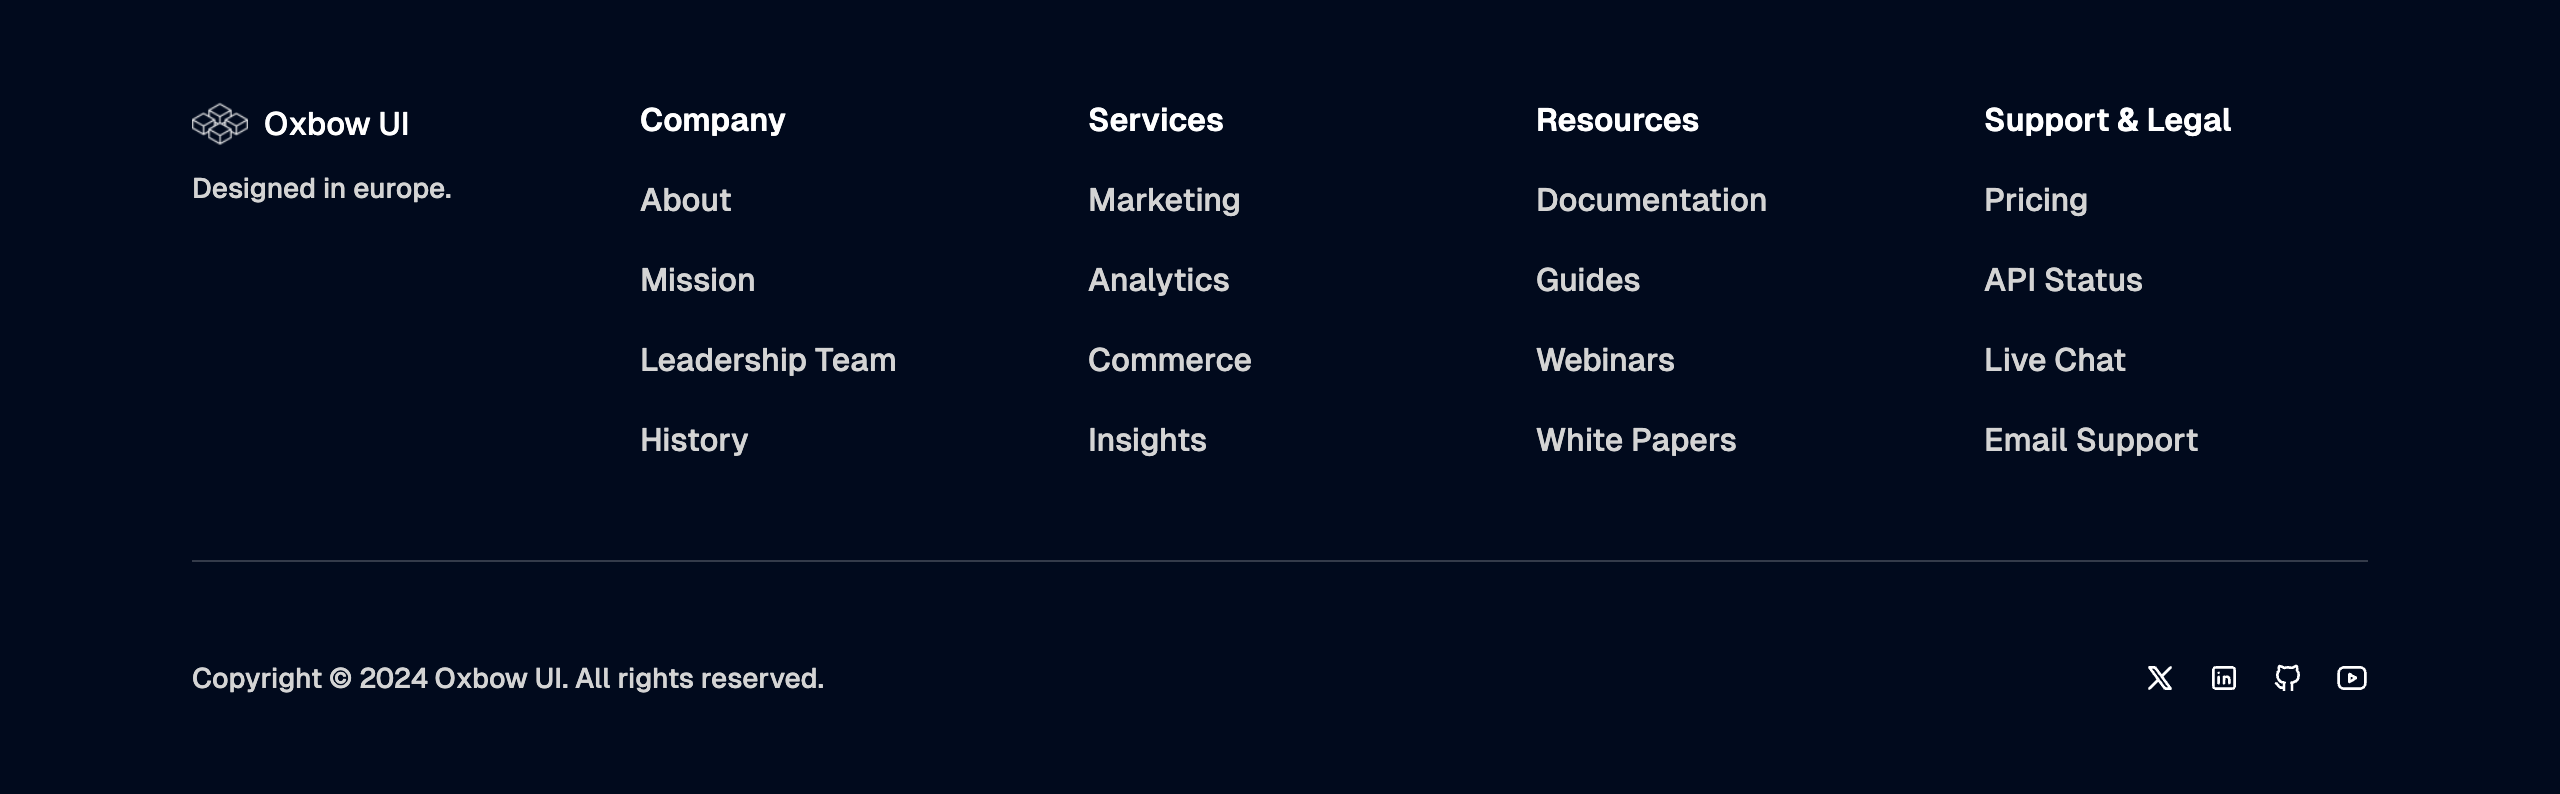 Oxbow UI
Designed in europe.
Company
About
Mission
Leadership Team
History
Services
Marketing
Analytics
Commerce
Insights
Resources
Documentation
Guides
Webinars
White Papers
Support & Legal
Pricing
API Status
Live Chat
Email Support
Copyright © 2024 Oxbow UI. All rights reserved.